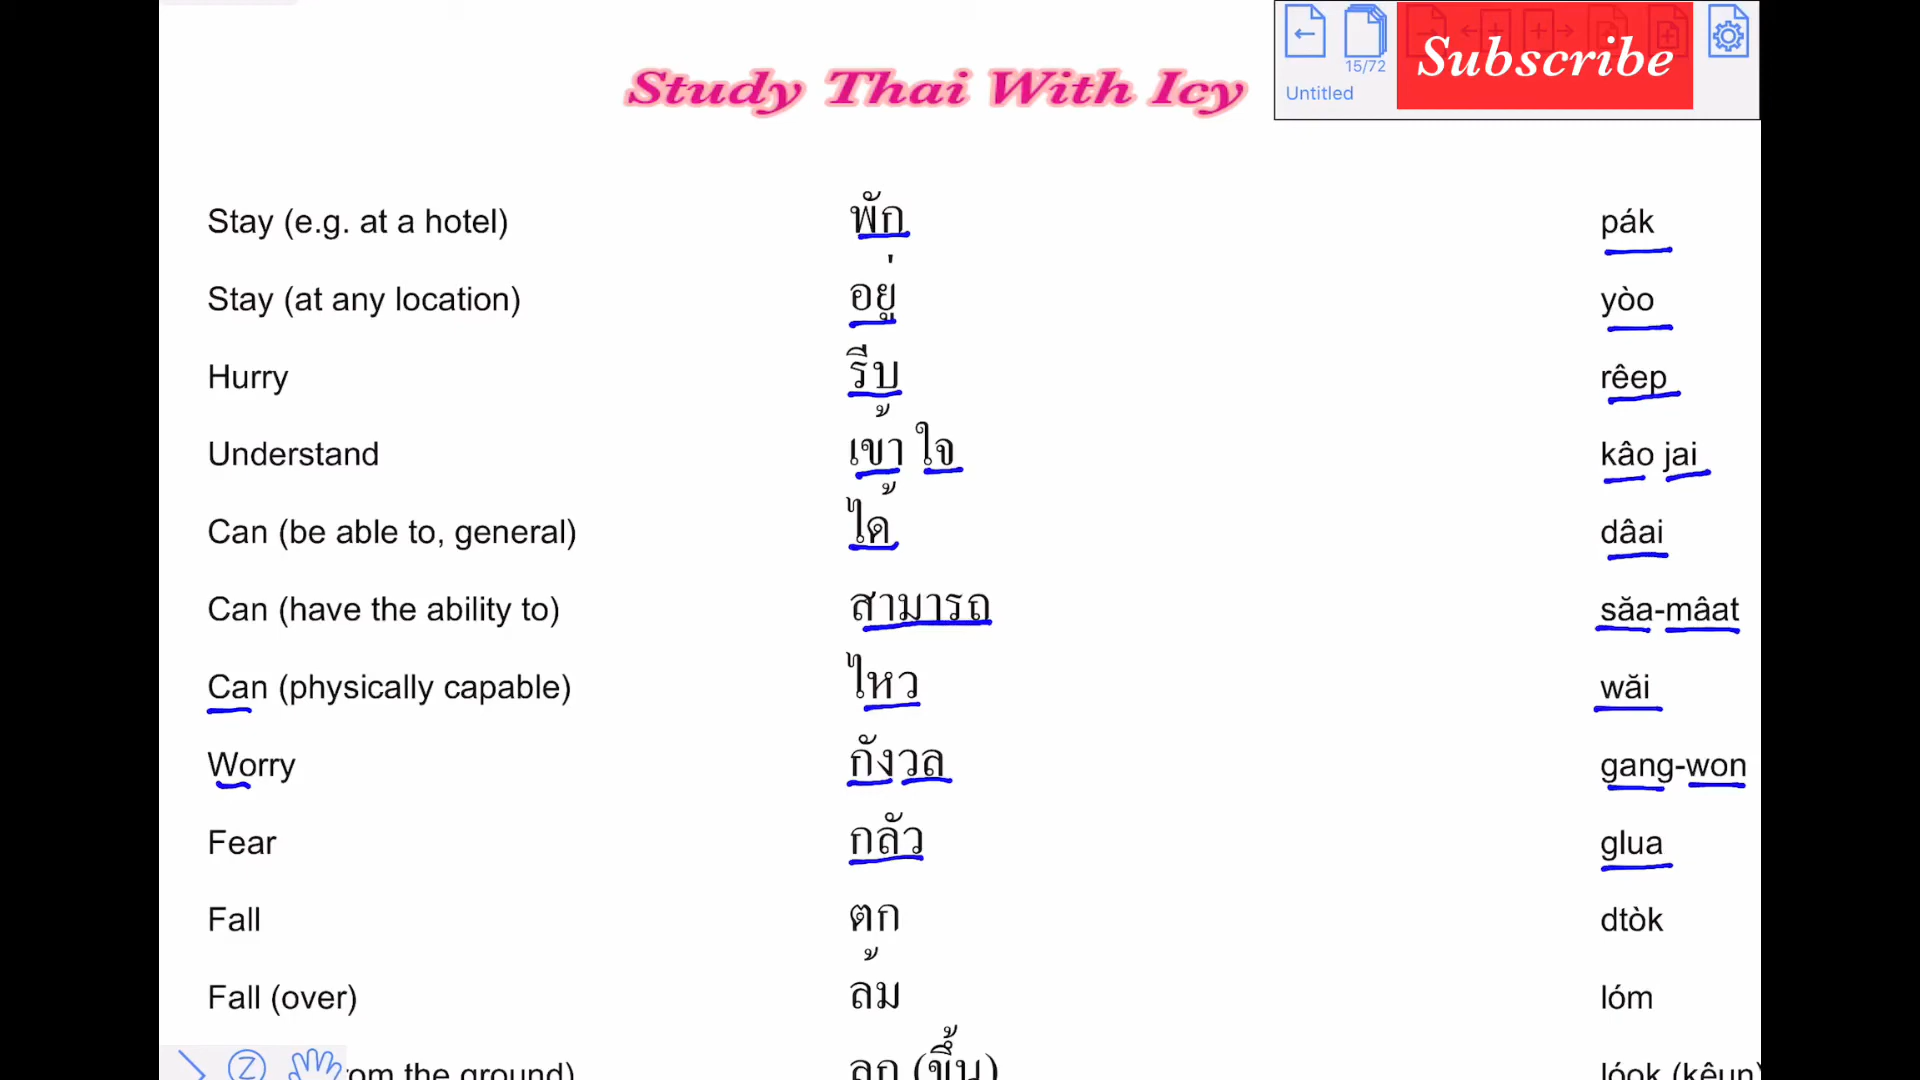 Study Thai With Icy
Subscribe
15/72
Untitled
Stay (e.g. at a hotel) พัก pák
Stay (at any location) อยู่ yòo
Hurry รีบ rêep
Understand เข้า ใจ kâo jai
Can (be able to, general) ได้ dâai
Can (have the ability to) สามารถ săa-mâat
Can (physically capable) ไหว wăi
Worry กังวล gang-won
Fear กลัว glua
Fall ตก dtòk
Fall (over) ล้ม lóm
the ground) (ขึ้น) lóok (kêun)